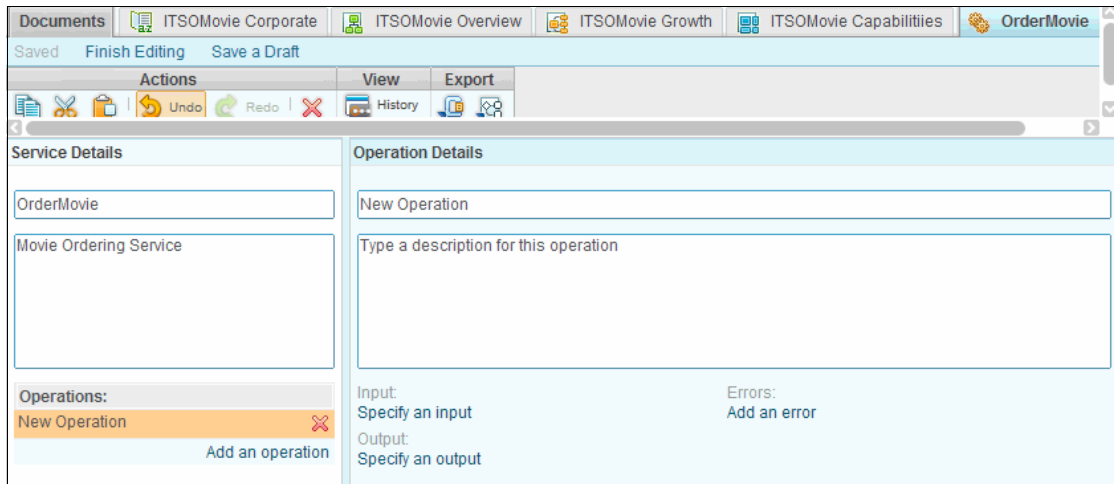 Documents ITSOMovie Corporate ITSOMovie Overview ITSOMovie Growth ITSOMovie Capabilitiies OrderMovie
Saved Finish Editing Save a Draft
Actions View Export
Undo Redo History
Service Details
OrderMovie
Movie Ordering Service
Operations:
New Operation
Add an operation
Operation Details
New Operation
Type a description for this operation
Input:
Specify an input
Output:
Specify an output
Errors:
Add an error